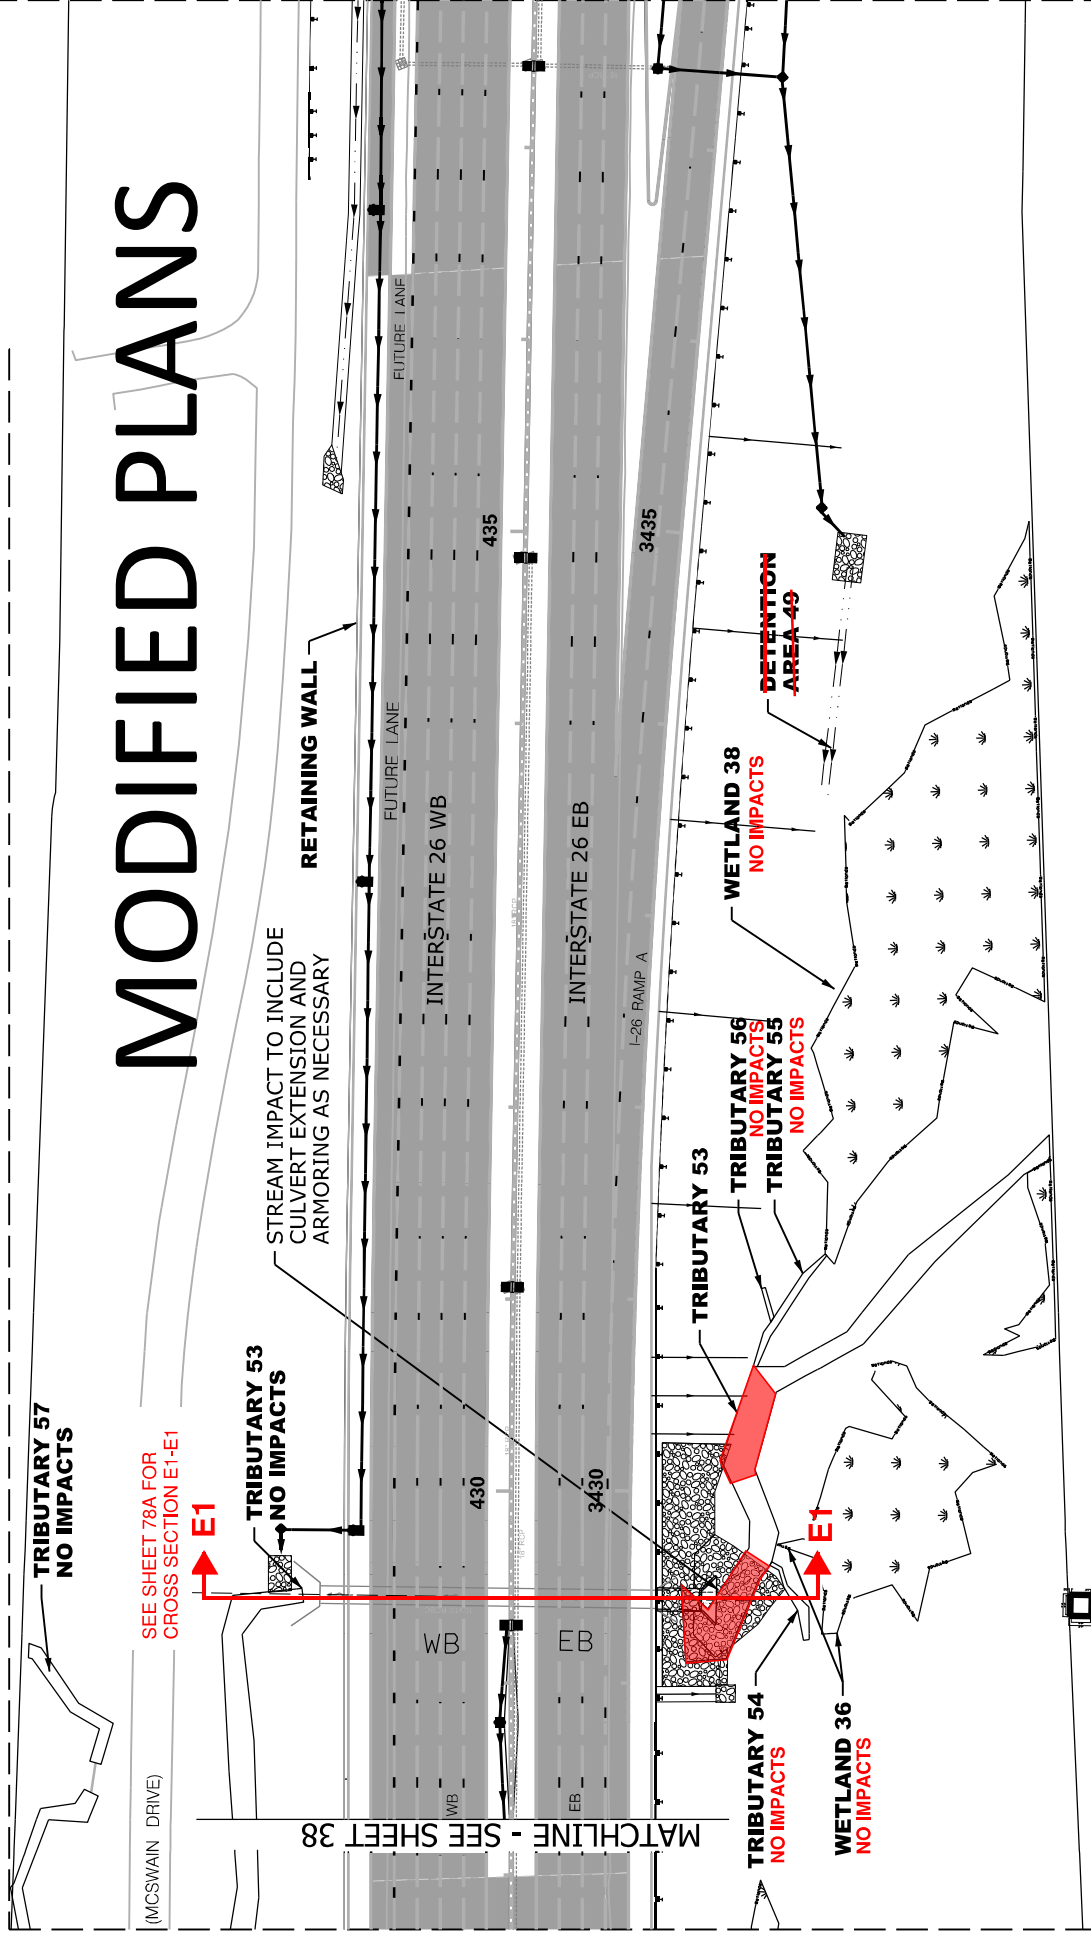 MODIFIED PLANS
TRIBUTARY 57
NO IMPACTS
(MCSWAIN DRIVE)
SEE SHEET 78A FOR
CROSS SECTION E1-E1
E1
TRIBUTARY 53
NO IMPACTS
STREAM IMPACT TO INCLUDE
CULVERT EXTENSION AND
ARMORING AS NECESSARY
RETAINING WALL
FUTURE LANE
FUTURE LANE
INTERSTATE 26 WB
WB
WB
430
435
INTERSTATE 26 EB
EB
EB
3430
3435
I-26 RAMP A
MATCHLINE - SEE SHEET 38
TRIBUTARY 53
TRIBUTARY 56
NO IMPACTS
TRIBUTARY 55
NO IMPACTS
WETLAND 38
NO IMPACTS
DETENTION
AREA 49
E1
TRIBUTARY 54
NO IMPACTS
WETLAND 36
NO IMPACTS